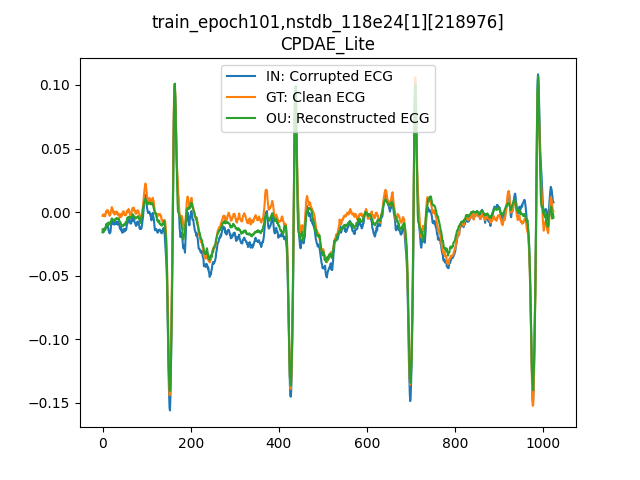 train_epoch101,nstdb_118e24[1][218976]
CPDAE_Lite
IN: Corrupted ECG
GT: Clean ECG
OU: Reconstructed ECG
0.10
0.05
0.00
−0.05
−0.10
−0.15
0
200
400
600
800
1000